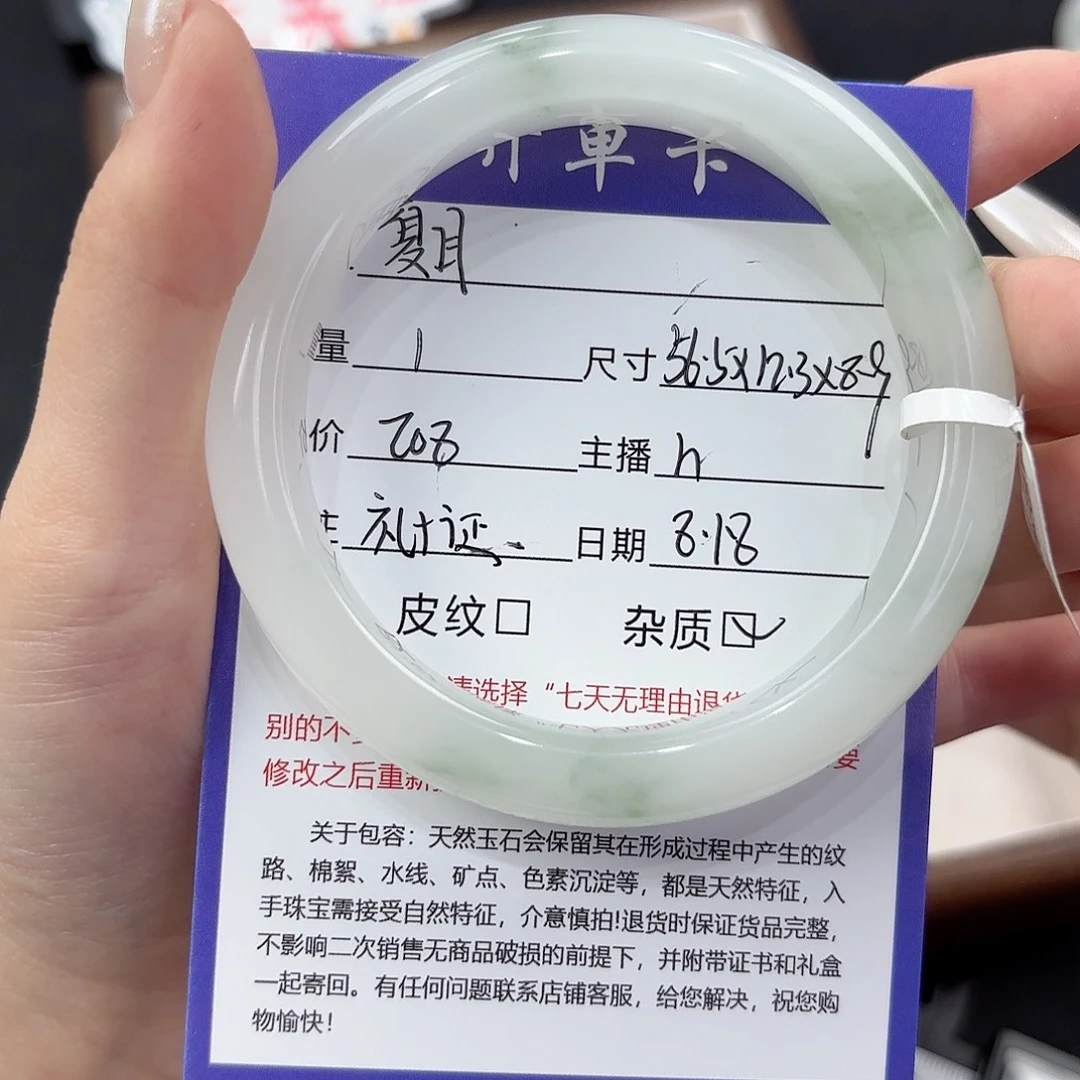 开单卡
夏月
量 1 尺寸 56.5×12.3×8.9
价 208 主播 h
礼+证 日期 8.18
皮纹□ 杂质☑
请选择“七天无理由退货
别的不
修改之后重新
要
关于包容：天然玉石会保留其在形成过程中产生的纹
路、棉絮、水线、矿点、色素沉淀等，都是天然特征，入
手珠宝需接受自然特征，介意慎拍!退货时保证货品完整，
不影响二次销售无商品破损的前提下，并附带证书和礼盒
一起寄回。有任何问题联系店铺客服，给您解决，祝您购
物愉快！